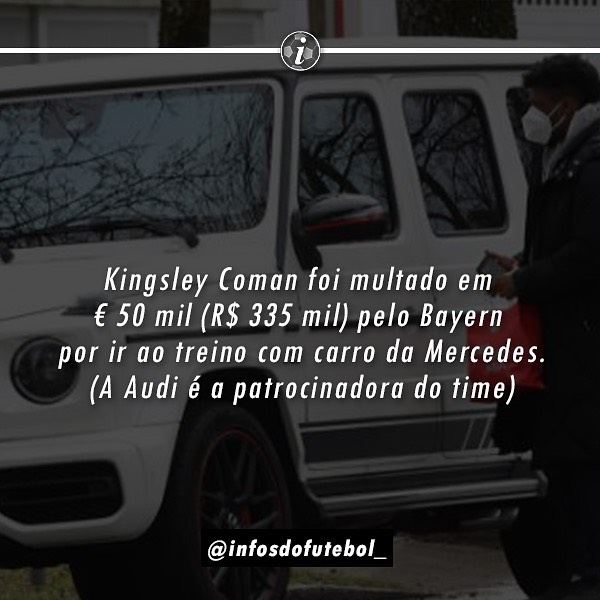 i
Kingsley Coman foi multado em
€ 50 mil (R$ 335 mil) pelo Bayern
por ir ao treino com carro da Mercedes.
(A Audi é a patrocinadora do time)
@infosdofutebol_